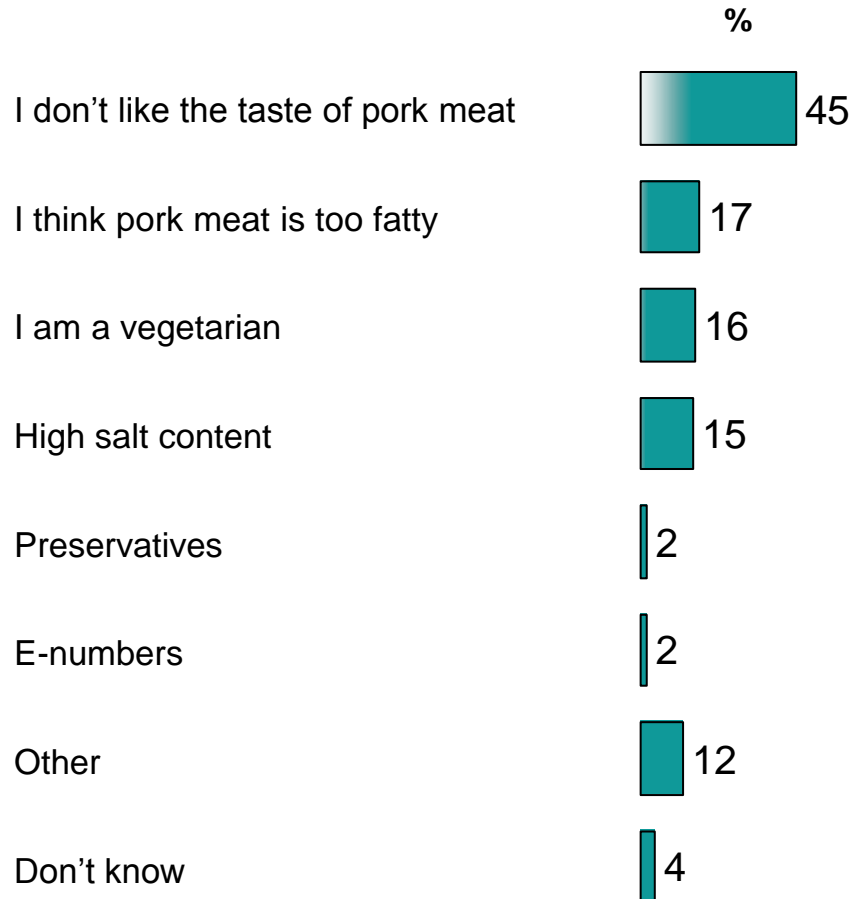 %
I don’t like the taste of pork meat 45
I think pork meat is too fatty 17
I am a vegetarian 16
High salt content 15
Preservatives 2
E-numbers 2
Other 12
Don’t know 4